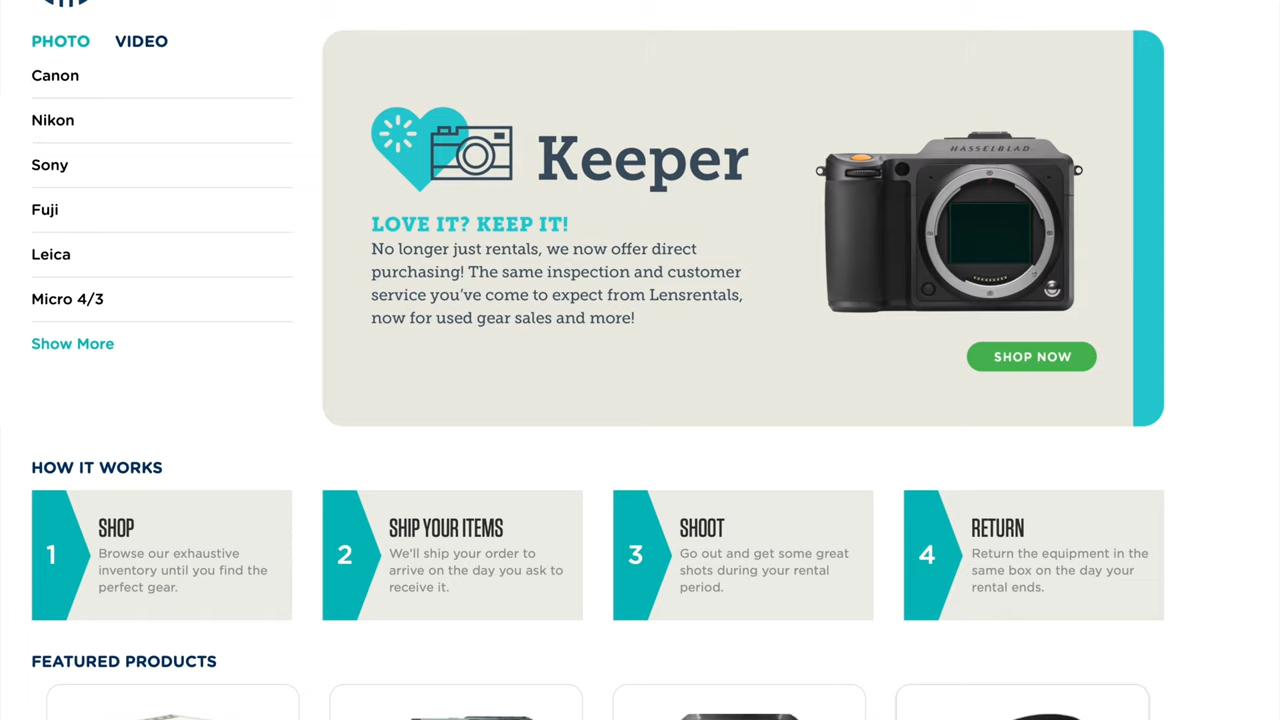 PHOTO VIDEO
Canon
Nikon
Sony
Fuji
Leica
Micro 4/3
Show More
Keeper
LOVE IT? KEEP IT!
No longer just rentals, we now offer direct
purchasing! The same inspection and customer
service you've come to expect from Lensrentals,
now for used gear sales and more!
HASSELBLAD
SHOP NOW
HOW IT WORKS
1
SHOP
Browse our exhaustive
inventory until you find the
perfect gear.
2
SHIP YOUR ITEMS
We'll ship your order to
arrive on the day you ask to
receive it.
3
SHOOT
Go out and get some great
shots during your rental
period.
4
RETURN
Return the equipment in the
same box on the day your
rental ends.
FEATURED PRODUCTS